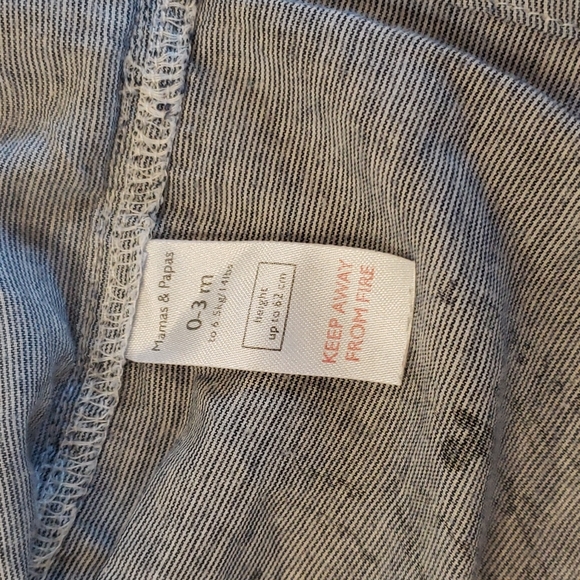 Mamas & Papas
0-3 m
to 6.5kg/14lbs
height
up to 62 cm
KEEP AWAY
FROM FIRE